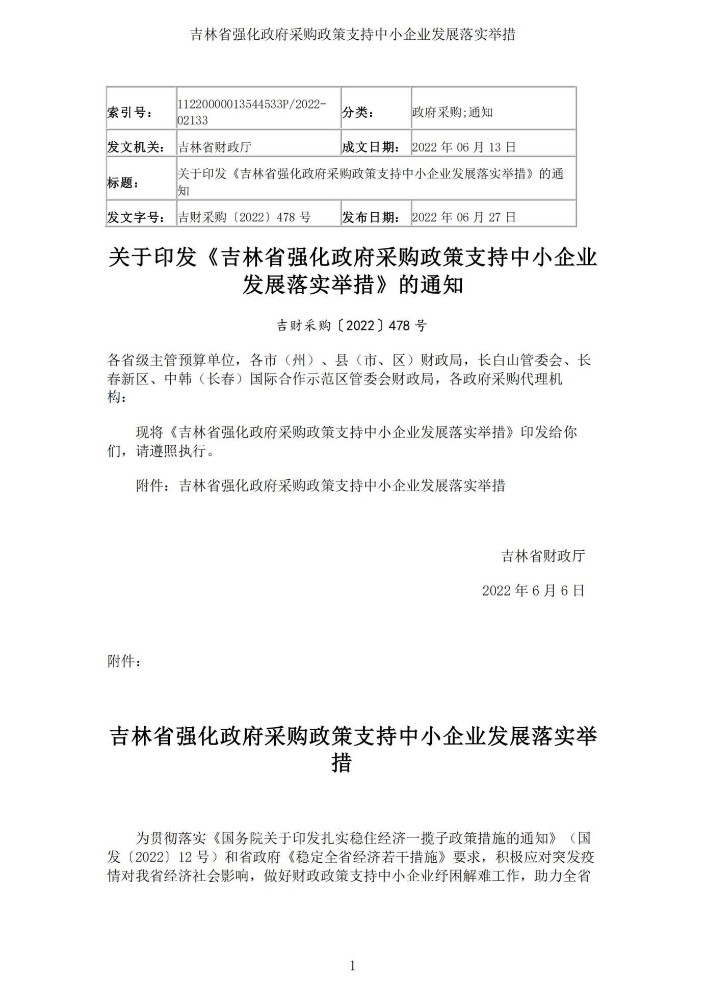 吉林省强化政府采购政策支持中小企业发展落实举措
索引号： 11220000013544533P/2022-02133 分类： 政府采购;通知
发文机关： 吉林省财政厅 成文日期： 2022 年 06 月 13 日
标题： 关于印发《吉林省强化政府采购政策支持中小企业发展落实举措》的通知
发文字号： 吉财采购〔2022〕478 号 发布日期： 2022 年 06 月 27 日
关于印发《吉林省强化政府采购政策支持中小企业
发展落实举措》的通知
吉财采购〔2022〕478 号
各省级主管预算单位，各市（州）、县（市、区）财政局，长白山管委会、长
春新区、中韩（长春）国际合作示范区管委会财政局，各政府采购代理机
构：
现将《吉林省强化政府采购政策支持中小企业发展落实举措》印发给你
们，请遵照执行。
附件：吉林省强化政府采购政策支持中小企业发展落实举措
吉林省财政厅
2022 年 6 月 6 日
附件：
吉林省强化政府采购政策支持中小企业发展落实举
措
为贯彻落实《国务院关于印发扎实稳住经济一揽子政策措施的通知》（国
发〔2022〕12 号）和省政府《稳定全省经济若干措施》要求，积极应对突发疫
情对我省经济社会影响，做好财政政策支持中小企业纾困解难工作，助力全省
1